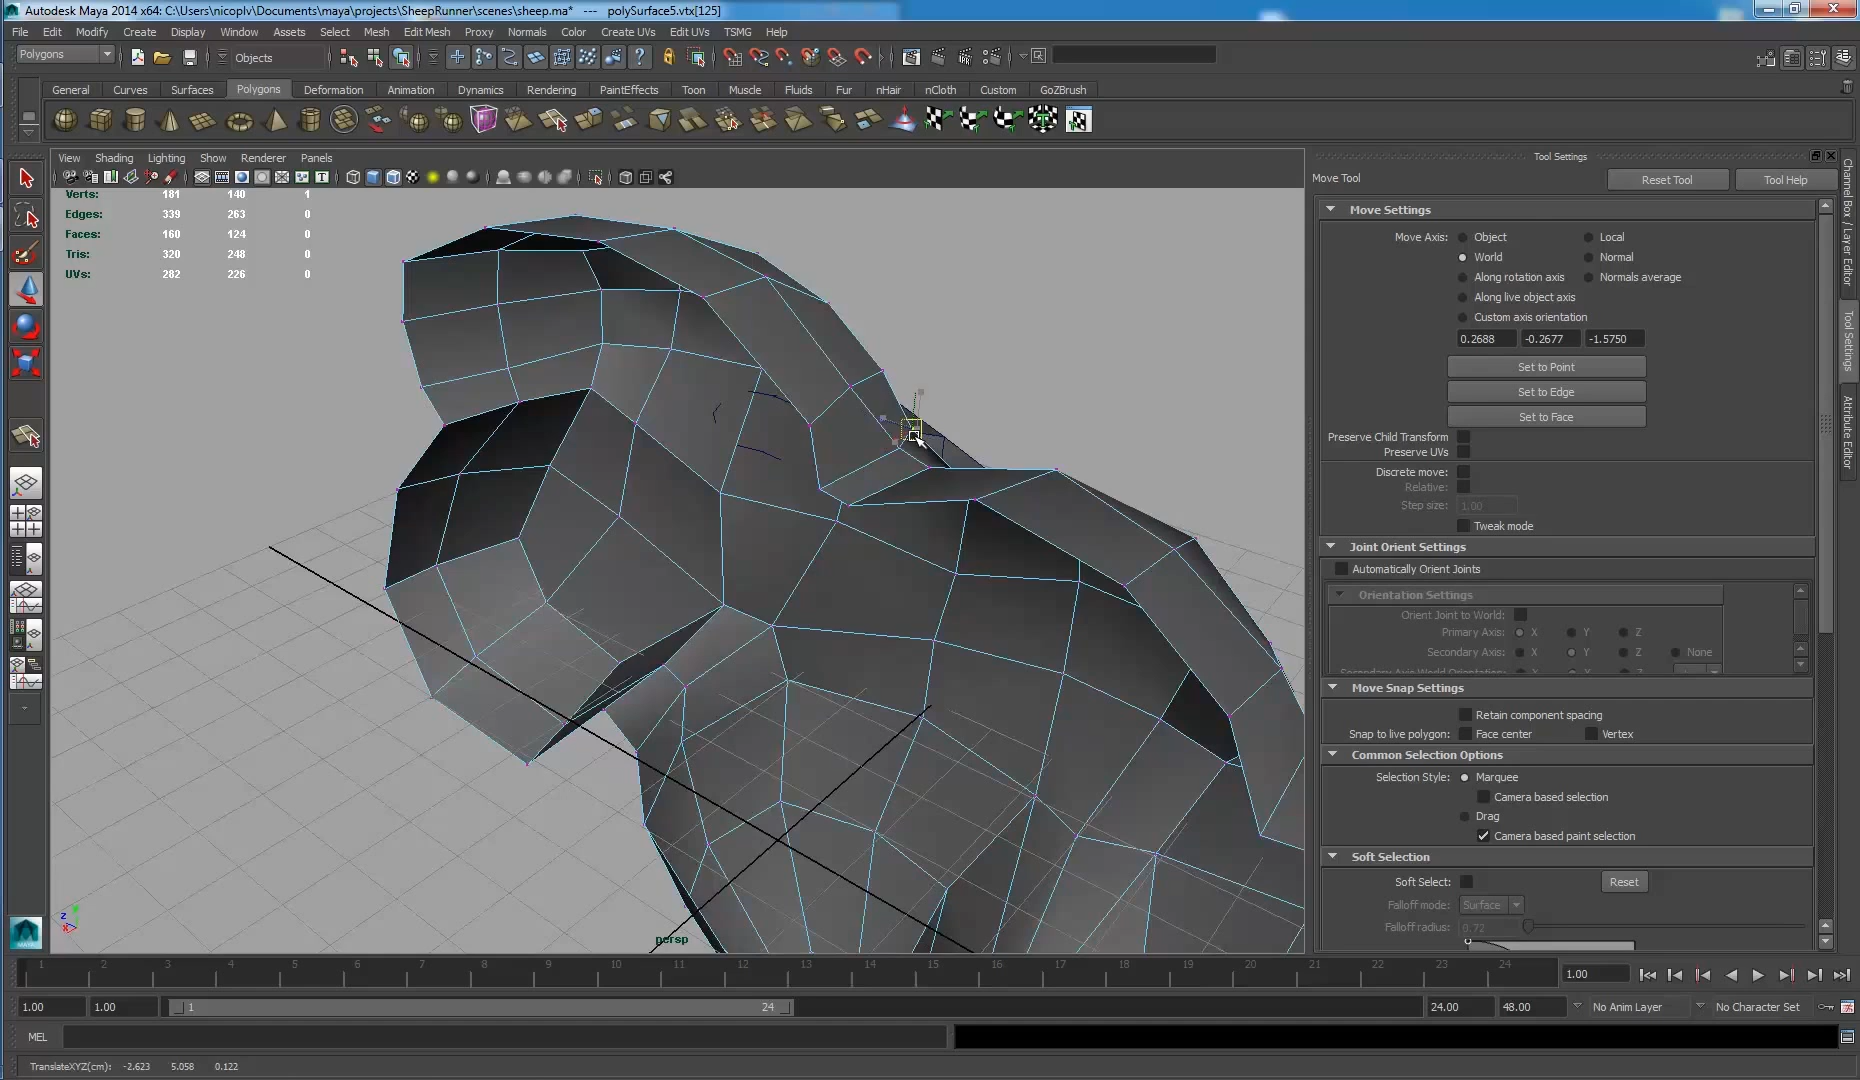 Autodesk Maya 2014 x64: C:\Users\nicoplv\Documents\maya\projects\SheepRunner\scenes\sheep.ma* --- polySurface5.vtx[125]
File Edit Modify Create Display Window Assets Select Mesh Edit Mesh Proxy Normals Color Create UVs Edit UVs TSMG Help
Polygons Objects
General Curves Surfaces Polygons Deformation Animation Dynamics Rendering PaintEffects Toon Muscle Fluids Fur nHair nCloth Custom GoZBrush
View Shading Lighting Show Renderer Panels
Tool Settings
Move Tool Reset Tool Tool Help
Verts: 181 140 1
Edges: 339 263 0
Faces: 160 124 0
Tris: 320 248 0
UVs: 282 226 0
Move Settings
Move Axis: Object Local
World Normal
Along rotation axis Normals average
Along live object axis
Custom axis orientation
0.2688 -0.2677 -1.5750
Set to Point
Set to Edge
Set to Face
Preserve Child Transform
Preserve UVs
Discrete move:
Relative:
Step size: 1.00
Tweak mode
Joint Orient Settings
Automatically Orient Joints
Orientation Settings
Orient Joint to World:
Primary Axis: X Y Z
Secondary Axis: X Y Z None
Secondary Axis World Orientation:
Move Snap Settings
Retain component spacing
Snap to live polygon: Face center Vertex
Common Selection Options
Selection Style: Marquee
Camera based selection
Drag
Camera based paint selection
Soft Selection
Soft Select: Reset
Falloff mode: Surface
Falloff radius: 0.72
Channel Box / Layer Editor
Tool Settings
Attribute Editor
z y x
persp
1 2 3 4 5 6 7 8 9 10 11 12 13 14 15 16 17 18 19 20 21 22 23 24 1.00
1.00 1.00 1 24 24.00 48.00 No Anim Layer No Character Set
MEL
TranslateXYZ(cm): -2.623 5.058 0.122